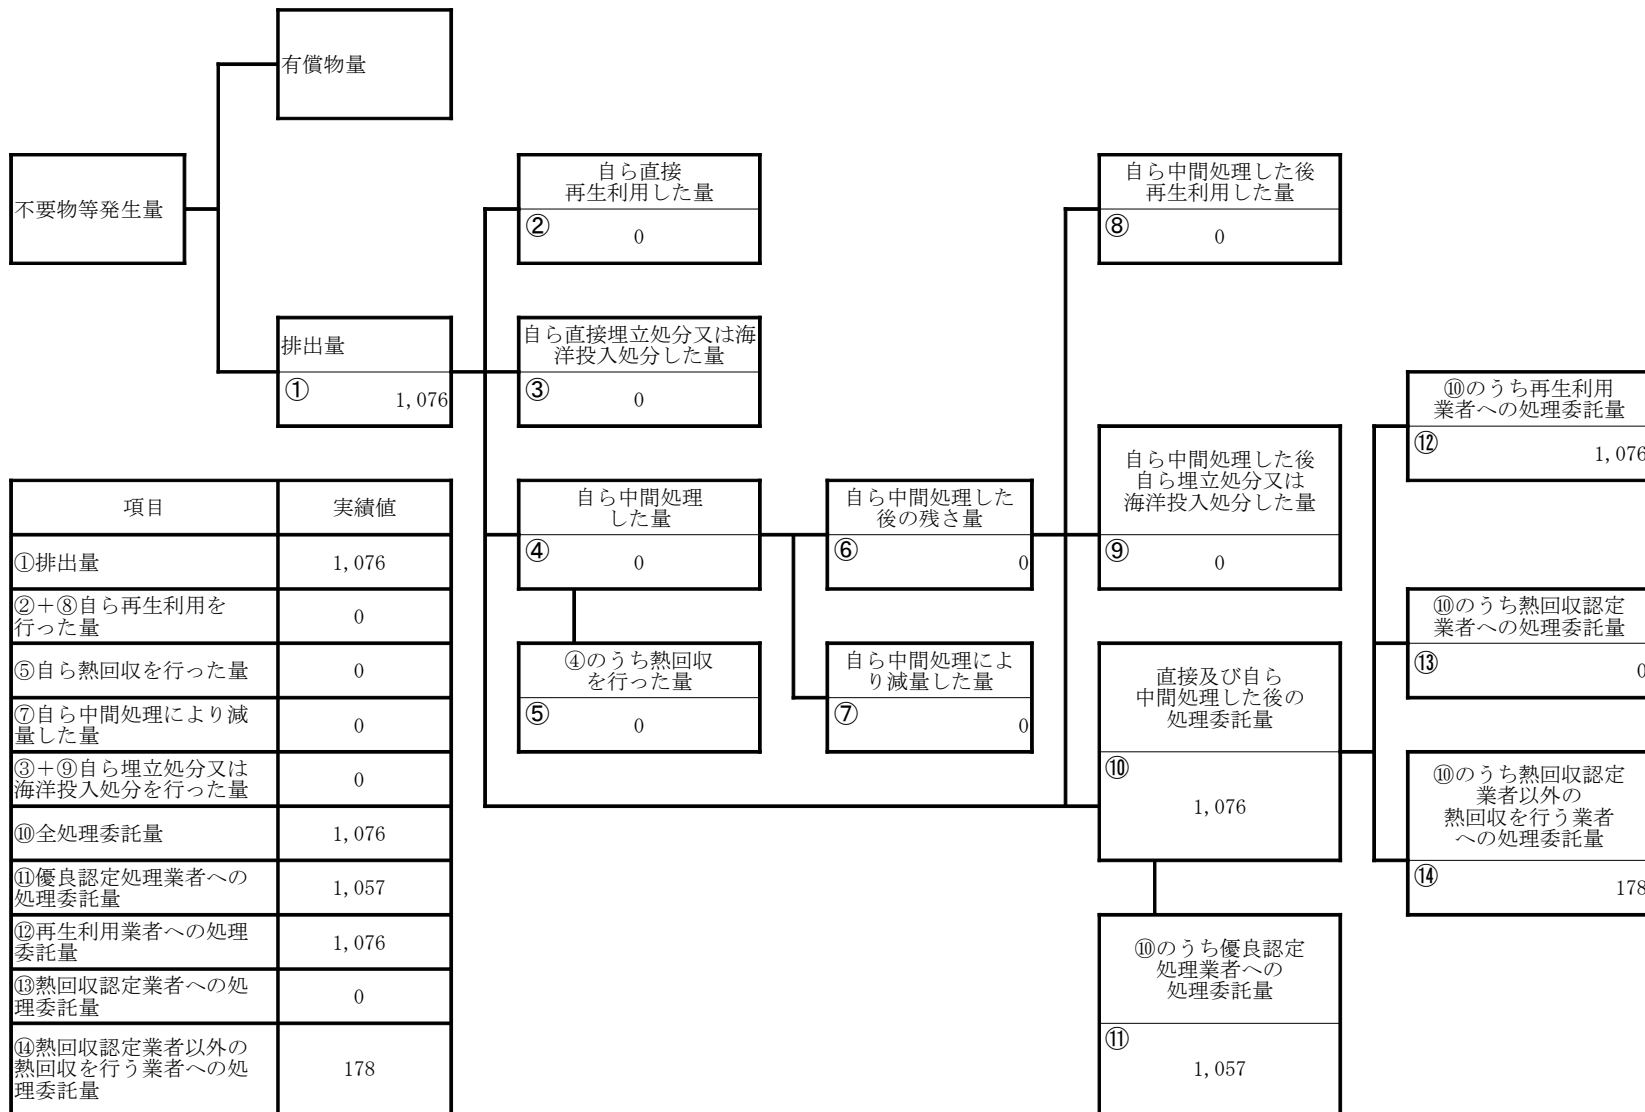 有償物量
不要物等発生量
自ら直接
再生利用した量
②
0
自ら中間処理した後
再生利用した量
⑧
0
排出量
①
1,076
自ら直接埋立処分又は海
洋投入処分した量
③
0
⑩のうち再生利用
業者への処理委託量
⑫
1,076
自ら中間処理
した量
④
0
自ら中間処理した
後の残さ量
⑥
0
自ら中間処理した後
自ら埋立処分又は
海洋投入処分した量
⑨
0
⑩のうち熱回収認定
業者への処理委託量
⑬
0
④のうち熱回収
を行った量
⑤
0
自ら中間処理によ
り減量した量
⑦
0
直接及び自ら
中間処理した後の
処理委託量
⑩
1,076
⑩のうち熱回収認定
業者以外の
熱回収を行う業者
への処理委託量
⑭
178
⑩のうち優良認定
処理業者への
処理委託量
⑪
1,057
項目 実績値
①排出量 1,076
②+⑧自ら再生利用を
行った量 0
⑤自ら熱回収を行った量 0
⑦自ら中間処理により減
量した量 0
③+⑨自ら埋立処分又は
海洋投入処分を行った量 0
⑩全処理委託量 1,076
⑪優良認定処理業者への
処理委託量 1,057
⑫再生利用業者への処理
委託量 1,076
⑬熱回収認定業者への処
理委託量 0
⑭熱回収認定業者以外の
熱回収を行う業者への処
理委託量 178